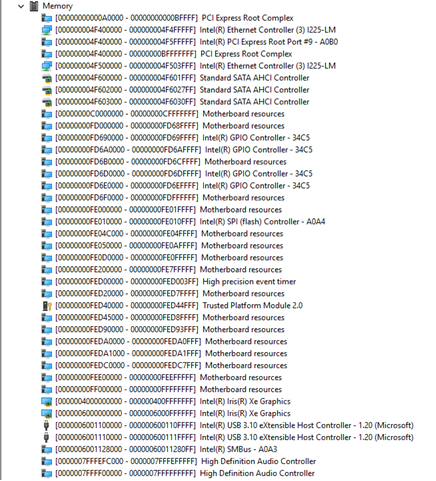 Memory
[00000000000A0000 - 00000000000BFFFF] PCI Express Root Complex
[000000004F400000 - 000000004F4FFFFF] Intel(R) Ethernet Controller (3) I225-LM
[000000004F400000 - 000000004F5FFFFF] Intel(R) PCI Express Root Port #9 - A0B0
[000000004F400000 - 00000000BFFFFFFF] PCI Express Root Complex
[000000004F500000 - 000000004F503FFF] Intel(R) Ethernet Controller (3) I225-LM
[000000004F600000 - 000000004F601FFF] Standard SATA AHCI Controller
[000000004F602000 - 000000004F6027FF] Standard SATA AHCI Controller
[000000004F603000 - 000000004F6030FF] Standard SATA AHCI Controller
[00000000C0000000 - 00000000CFFFFFFF] Motherboard resources
[00000000FD000000 - 00000000FD68FFFF] Motherboard resources
[00000000FD690000 - 00000000FD69FFFF] Intel(R) GPIO Controller - 34C5
[00000000FD6A0000 - 00000000FD6AFFFF] Intel(R) GPIO Controller - 34C5
[00000000FD6B0000 - 00000000FD6CFFFF] Motherboard resources
[00000000FD6D0000 - 00000000FD6DFFFF] Intel(R) GPIO Controller - 34C5
[00000000FD6E0000 - 00000000FD6EFFFF] Intel(R) GPIO Controller - 34C5
[00000000FD6F0000 - 00000000FDFFFFFF] Motherboard resources
[00000000FE000000 - 00000000FE01FFFF] Motherboard resources
[00000000FE010000 - 00000000FE010FFF] Intel(R) SPI (flash) Controller - A0A4
[00000000FE04C000 - 00000000FE04FFFF] Motherboard resources
[00000000FE050000 - 00000000FE0AFFFF] Motherboard resources
[00000000FE0D0000 - 00000000FE0FFFFF] Motherboard resources
[00000000FE200000 - 00000000FE7FFFFF] Motherboard resources
[00000000FED00000 - 00000000FED003FF] High precision event timer
[00000000FED20000 - 00000000FED7FFFF] Motherboard resources
[00000000FED40000 - 00000000FED44FFF] Trusted Platform Module 2.0
[00000000FED45000 - 00000000FED8FFFF] Motherboard resources
[00000000FED90000 - 00000000FED93FFF] Motherboard resources
[00000000FEDA0000 - 00000000FEDA0FFF] Motherboard resources
[00000000FEDA1000 - 00000000FEDA1FFF] Motherboard resources
[00000000FEDC0000 - 00000000FEDC7FFF] Motherboard resources
[00000000FEE00000 - 00000000FEEFFFFF] Motherboard resources
[00000000FF000000 - 00000000FFFFFFFF] Motherboard resources
[0000004000000000 - 000000400FFFFFFF] Intel(R) Iris(R) Xe Graphics
[0000006000000000 - 0000006000FFFFFF] Intel(R) Iris(R) Xe Graphics
[0000006001100000 - 000000600110FFFF] Intel(R) USB 3.10 eXtensible Host Controller - 1.20 (Microsoft)
[0000006001110000 - 000000600111FFFF] Intel(R) USB 3.10 eXtensible Host Controller - 1.20 (Microsoft)
[0000006001128000 - 00000060011280FF] Intel(R) SMBus - A0A3
[0000007FFFEFC000 - 0000007FFFEFFFFF] High Definition Audio Controller
[0000007FFFF00000 - 0000007FFFFFFFFF] High Definition Audio Controller